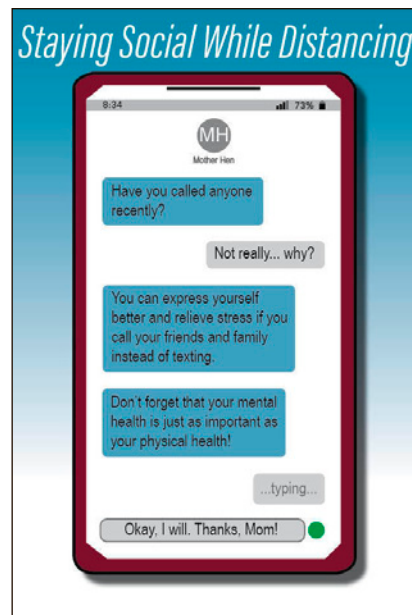 Staying Social While Distancing
8:34 73%
MH
Mother Hen
Have you called anyone
recently?
Not really... why?
You can express yourself
better and relieve stress if you
call your friends and family
instead of texting.
Don't forget that your mental
health is just as important as
your physical health!
...typing...
Okay, I will. Thanks, Mom!